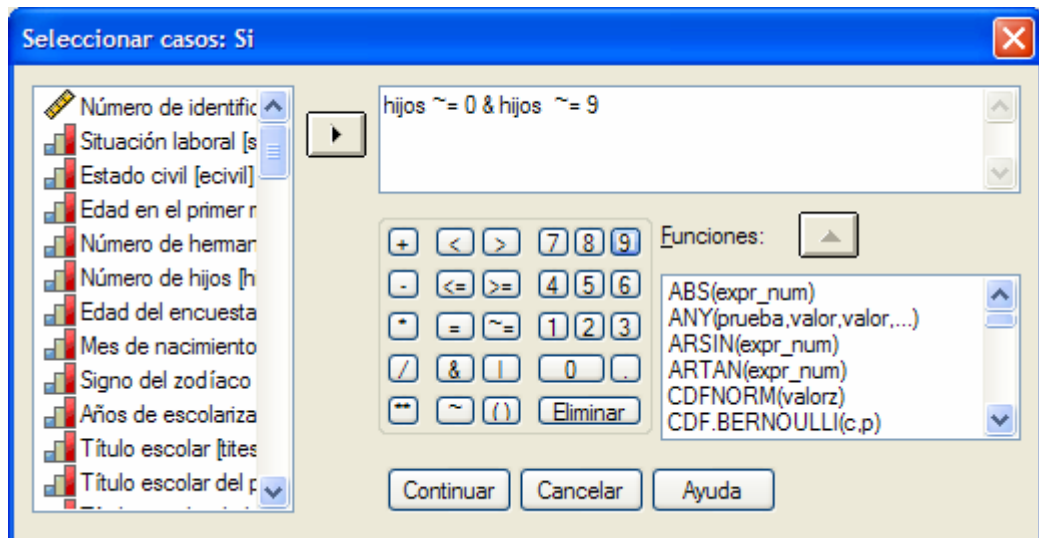 Seleccionar casos: Si
Número de identific
Situación laboral [s
Estado civil [ecivil]
Edad en el primer r
Número de herman
Número de hijos [hi
Edad del encuesta
Mes de nacimiento
Signo del zodíaco
Años de escolariza
Título escolar [tites
Título escolar del p
hijos ~= 0 & hijos ~= 9
+ < > 7 8 9
- <= >= 4 5 6
* = ~= 1 2 3
/ & | 0 .
** ~ ( ) Eliminar
Funciones:
ABS(expr_num)
ANY(prueba,valor,valor,...)
ARSIN(expr_num)
ARTAN(expr_num)
CDFNORM(valorz)
CDF.BERNOULLI(c,p)
Continuar Cancelar Ayuda